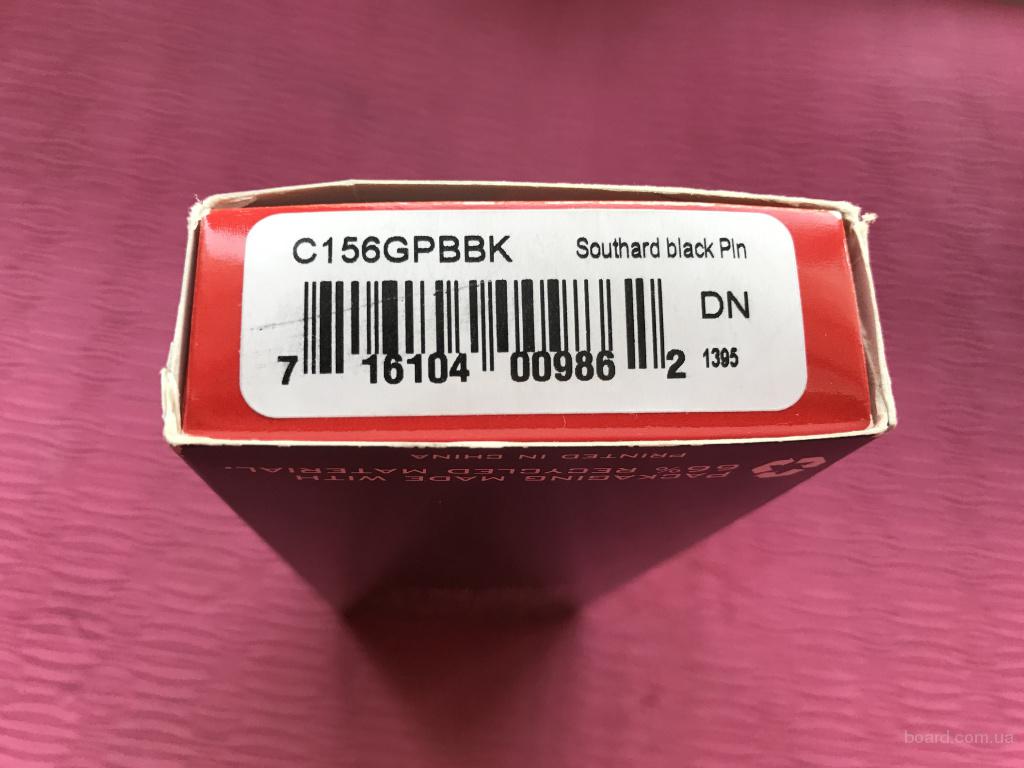 C156GPBBK Southard black Pin
DN
7 16104 00986 2 1395
PACKAGING MADE WITH
66% RECYCLED MATERIAL.
PRINTED IN CHINA
board.com.ua